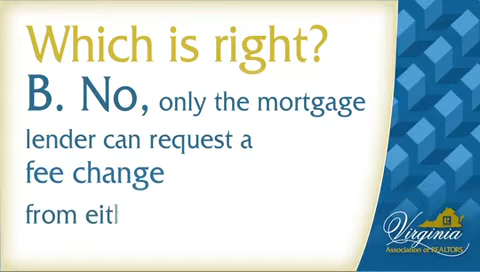 Which is right?
B. No, only the mortgage
lender can request a
fee change
from
Virginia
Association of REALTORS